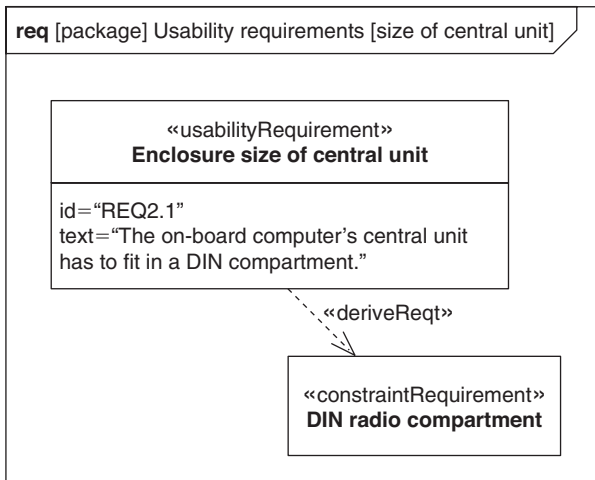 req [package] Usability requirements [size of central unit]
«usabilityRequirement»
Enclosure size of central unit
id=“REQ2.1”
text=“The on-board computer’s central unit
has to fit in a DIN compartment.”
«deriveReqt»
«constraintRequirement»
DIN radio compartment